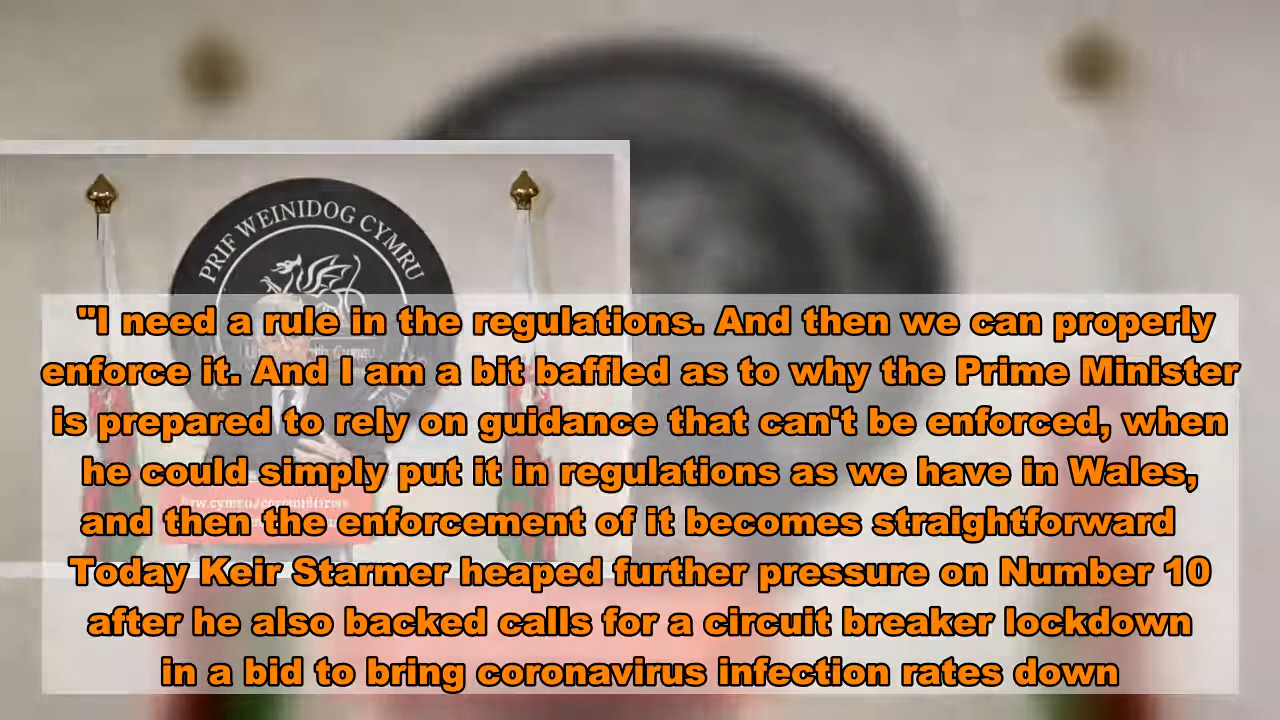 PRIF WEINIDOG CYMRU
"I need a rule in the regulations. And then we can properly
enforce it. And I am a bit baffled as to why the Prime Minister
is prepared to rely on guidance that can't be enforced, when
he could simply put it in regulations as we have in Wales,
and then the enforcement of it becomes straightforward
Today Keir Starmer heaped further pressure on Number 10
after he also backed calls for a circuit breaker lockdown
in a bid to bring coronavirus infection rates down